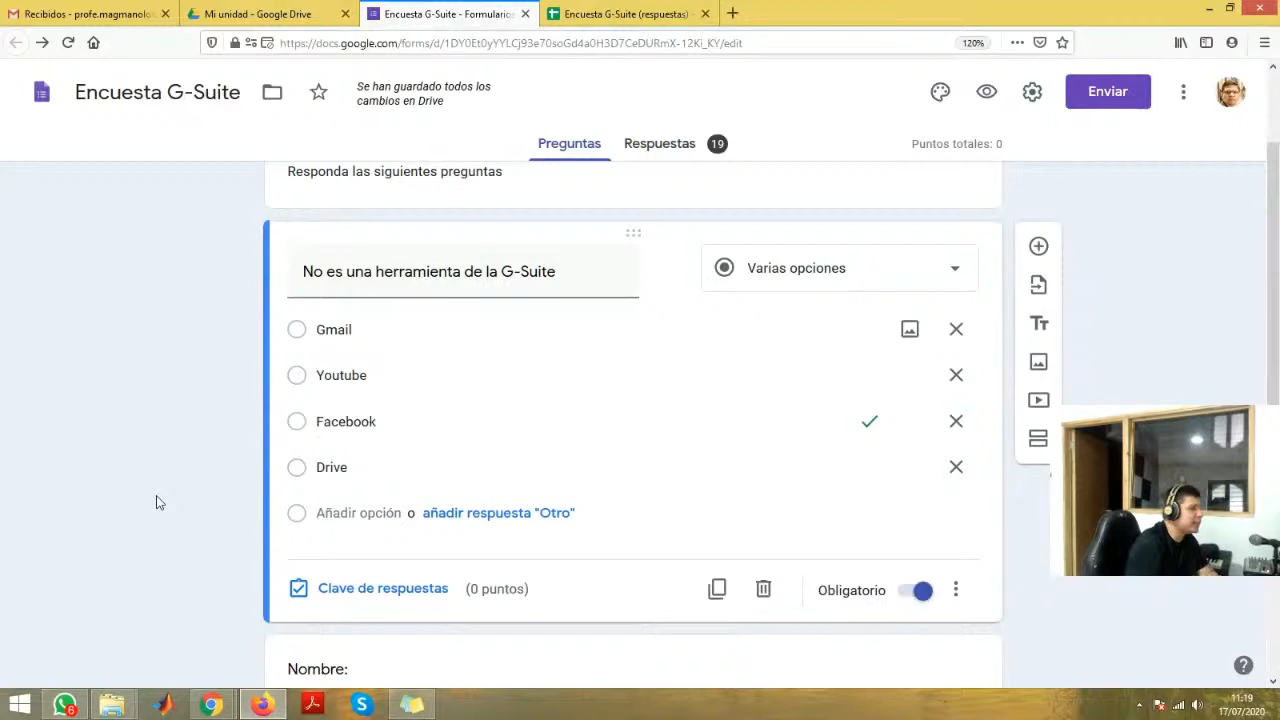 Recibidos - profe.magmanolo
Mi unidad - Google Drive
Encuesta G-Suite - Formulario
Encuesta G-Suite (respuestas) -
https://docs.google.com/forms/d/1DY0Et0yYYLCj93e70soGd4a0H3D7CeDURmX-12Ki_KY/edit
120%
Encuesta G-Suite
Se han guardado todos los
cambios en Drive
Enviar
Preguntas
Respuestas 19
Puntos totales: 0
Responda las siguientes preguntas
No es una herramienta de la G-Suite
Varias opciones
Gmail
Youtube
Facebook
Drive
Añadir opción o añadir respuesta "Otro"
Clave de respuestas (0 puntos)
Obligatorio
Nombre:
6
11:19
17/07/2020